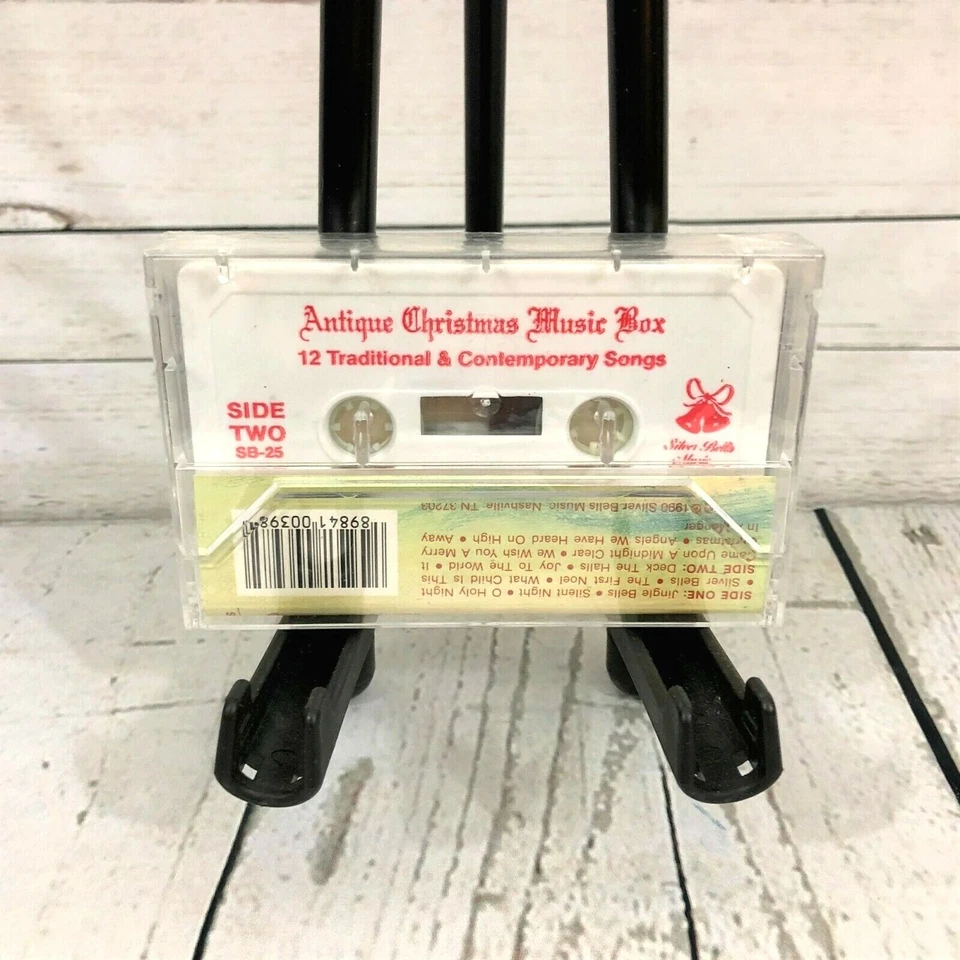 Antique Christmas Music Box
12 Traditional & Contemporary Songs
SIDE
TWO
SB-25
Silver Bells
Music
SIDE ONE: Jingle Bells • Silent Night • O Holy Night
• Silver Bells • The First Noel • What Child Is This
SIDE TWO: Deck The Halls • Joy To The World • It
Came Upon A Midnight Clear • We Wish You A Merry
Christmas • Angels We Have Heard On High • Away
In Manger
Silver Bells Music, Nashville, TN 37203
89841 00398